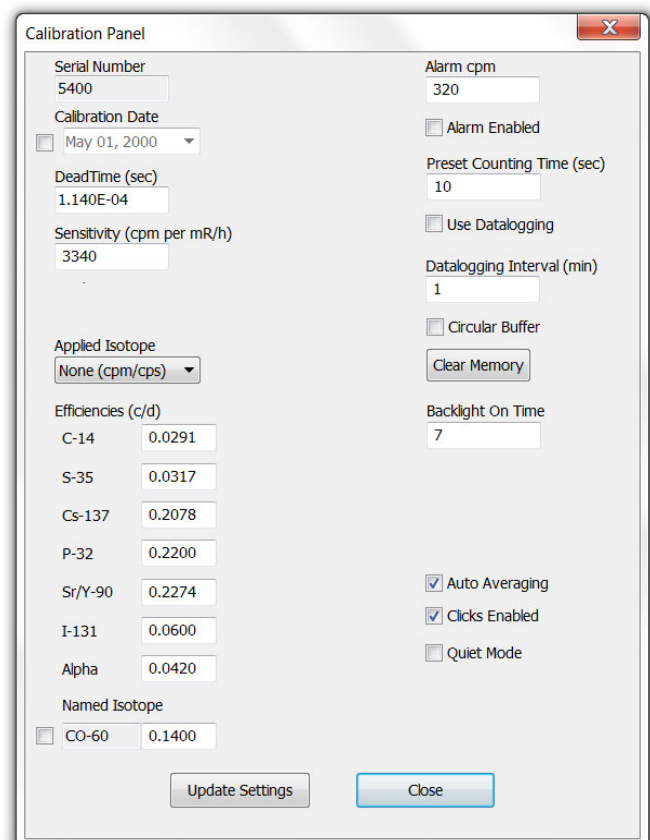 Calibration Panel
X
Serial Number
5400
Calibration Date
May 01, 2000
DeadTime (sec)
1.140E-04
Sensitivity (cpm per mR/h)
3340
Applied Isotope
None (cpm/cps)
Efficiencies (c/d)
C-14 0.0291
S-35 0.0317
Cs-137 0.2078
P-32 0.2200
Sr/Y-90 0.2274
I-131 0.0600
Alpha 0.0420
Named Isotope
CO-60 0.1400
Alarm cpm
320
Alarm Enabled
Preset Counting Time (sec)
10
Use Datalogging
Datalogging Interval (min)
1
Circular Buffer
Clear Memory
Backlight On Time
7
Auto Averaging
Clicks Enabled
Quiet Mode
Update Settings
Close